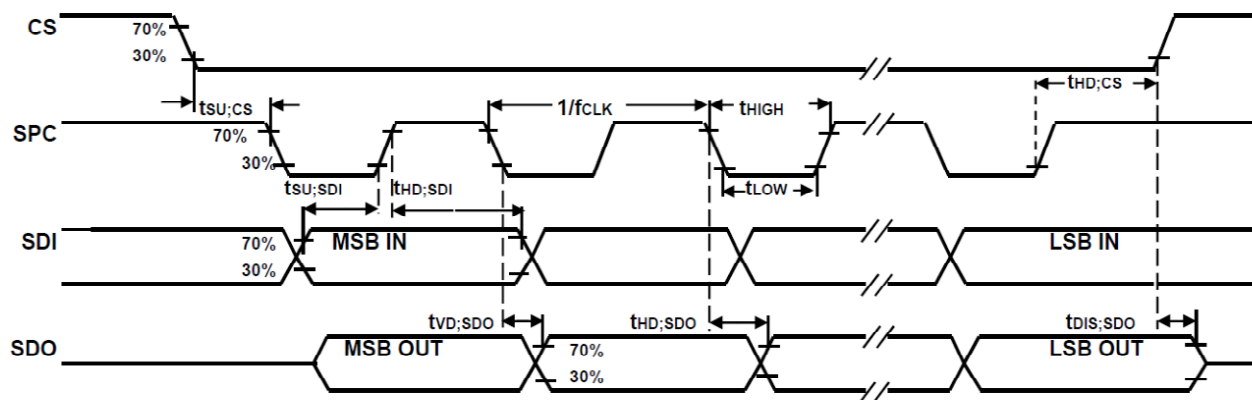 CS
70%
30%
tSU;CS
1/fCLK
tHIGH
tHD;CS
SPC
70%
30%
tSU;SDI
tHD;SDI
tLOW
SDI
70%
30%
MSB IN
LSB IN
tVD;SDO
tHD;SDO
tDIS;SDO
SDO
MSB OUT
70%
30%
LSB OUT